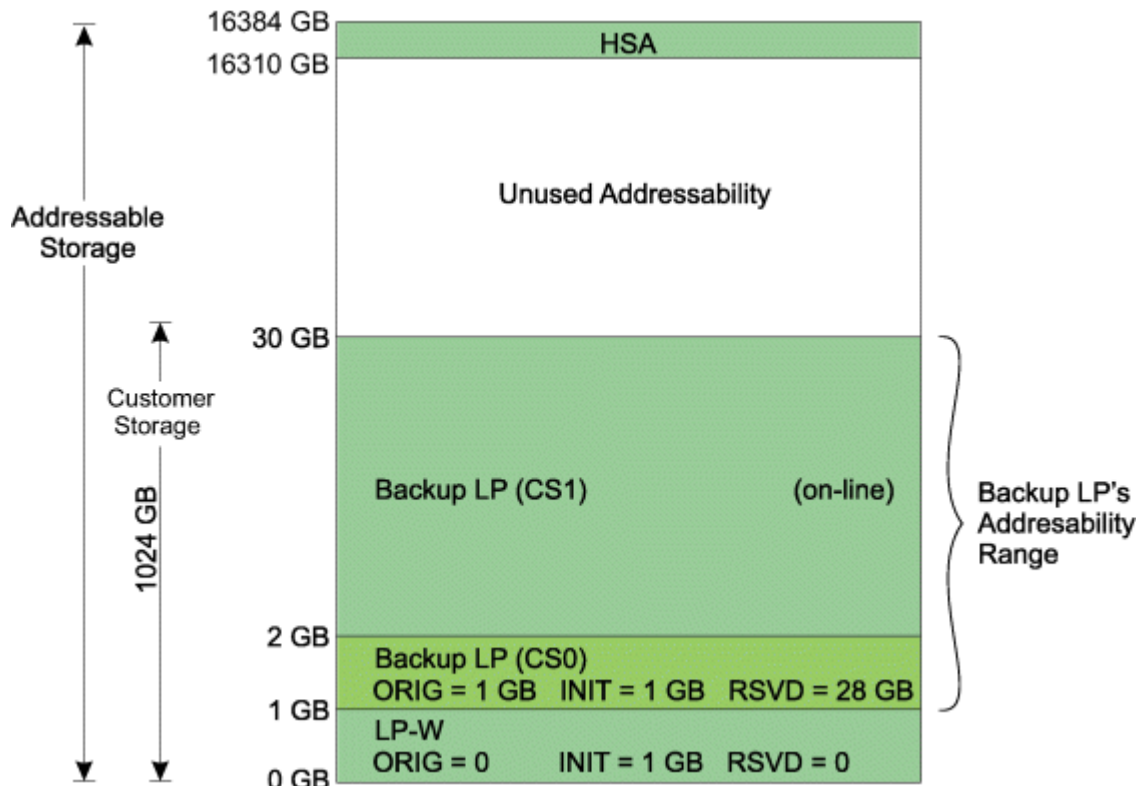 16384 GB
HSA
16310 GB
Unused Addressability
Addressable
Storage
30 GB
Customer
Storage
1024 GB
Backup LP (CS1) (on-line)
Backup LP's
Addresability
Range
2 GB
Backup LP (CS0)
ORIG = 1 GB INIT = 1 GB RSVD = 28 GB
1 GB
LP-W
ORIG = 0 INIT = 1 GB RSVD = 0
0 GB